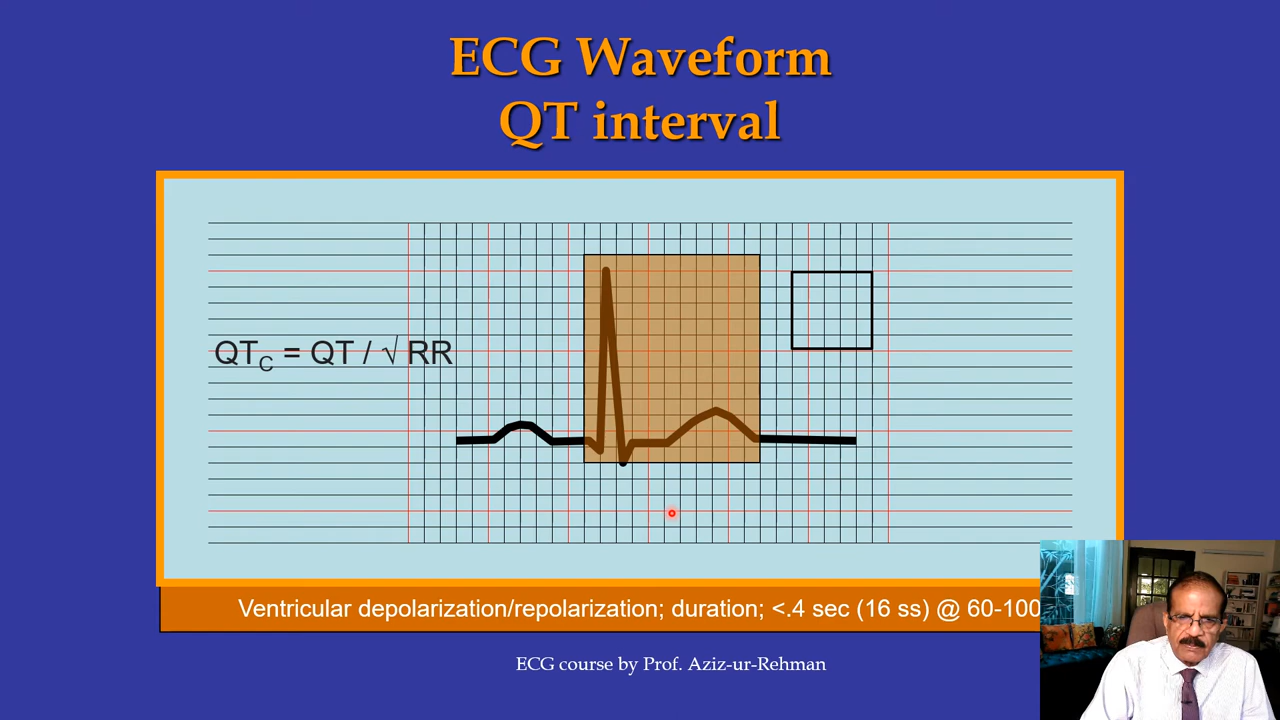 ECG Waveform
QT interval
QTC = QT / √ RR
Ventricular depolarization/repolarization; duration; <.4 sec (16 ss) @ 60-100
ECG course by Prof. Aziz-ur-Rehman